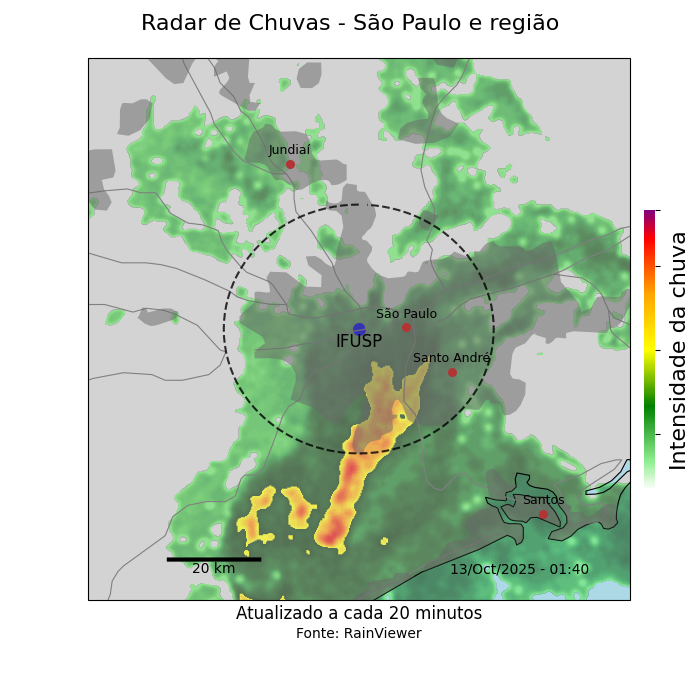 Radar de Chuvas - São Paulo e região
Jundiaí
São Paulo
IFUSP
Santo André
Santos
20 km
13/Oct/2025 - 01:40
Intensidade da chuva
Atualizado a cada 20 minutos
Fonte: RainViewer